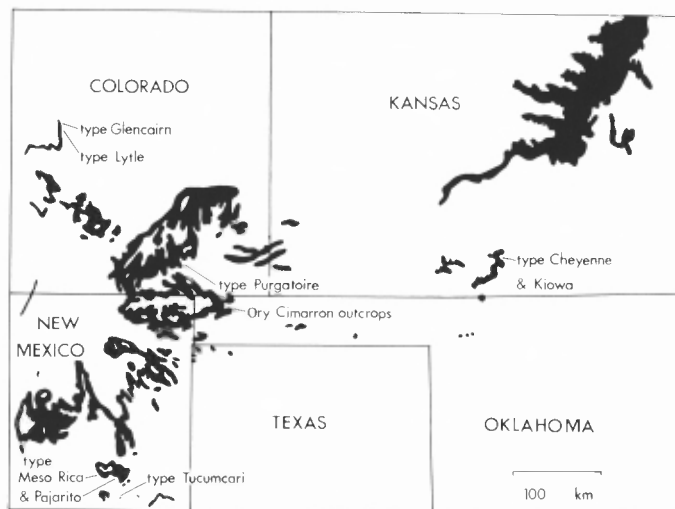 COLORADO
KANSAS
type Glencairn
type Lytle
type Cheyenne
& Kiowa
type Purgatoire
Ory Cimarron outcrops
NEW
MEXICO
TEXAS
OKLAHOMA
type
Meso Rica
& Pajarito
type Tucumcari
100 km